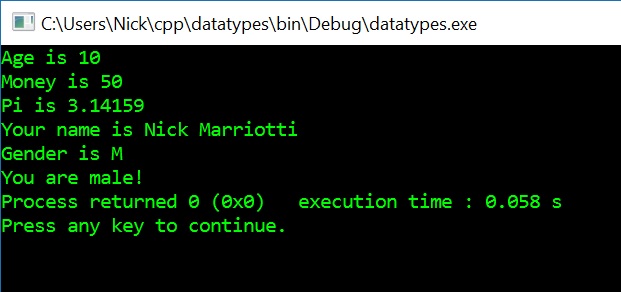 C:\Users\Nick\cpp\datatypes\bin\Debug\datatypes.exe
Age is 10
Money is 50
Pi is 3.14159
Your name is Nick Marriotti
Gender is M
You are male!
Process returned 0 (0x0)   execution time : 0.058 s
Press any key to continue.